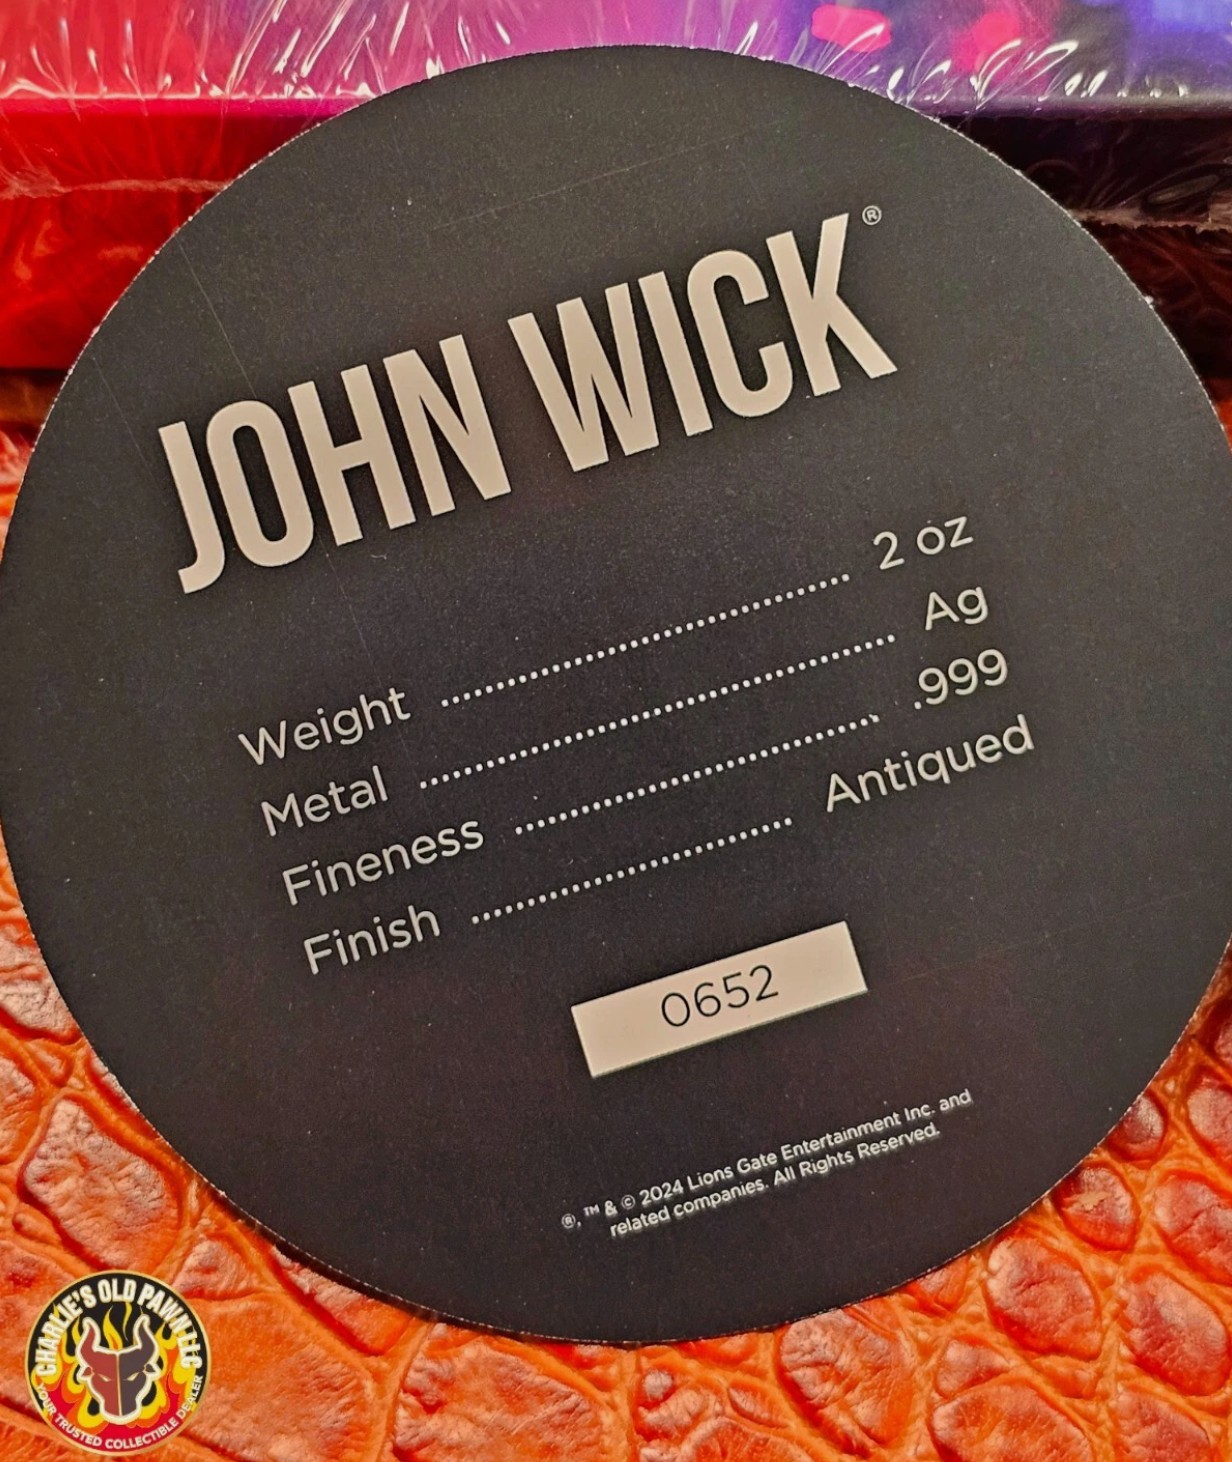 JOHN WICK®
Weight ........................................ 2 oz
Metal ............................................. Ag
Fineness .................................. .999
Finish .............................. Antiqued
0652
®, ™ & © 2024 Lions Gate Entertainment Inc. and
related companies. All Rights Reserved.
CHARLIE'S OLD PAWN LLC
YOUR TRUSTED COLLECTIBLE DEALER